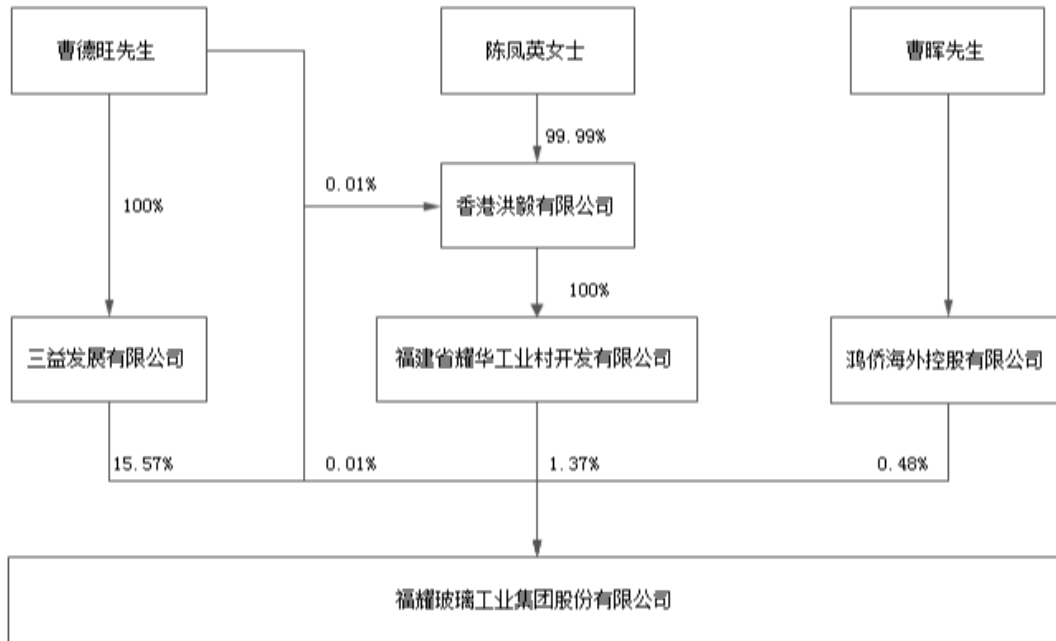 曹德旺先生
陈凤英女士
曹晖先生
99.99%
0.01%
100%
香港洪毅有限公司
100%
三益发展有限公司
福建省耀华工业村开发有限公司
鸿侨海外控股有限公司
15.57%
0.01%
1.37%
0.48%
福耀玻璃工业集团股份有限公司